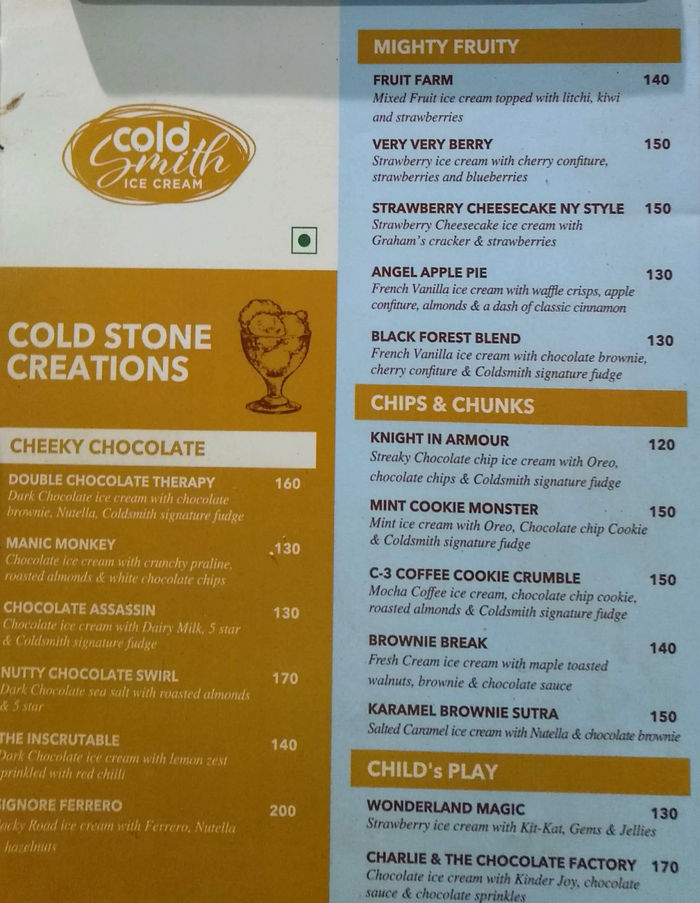 cold
Smith
ICE CREAM
COLD STONE
CREATIONS
CHEEKY CHOCOLATE
DOUBLE CHOCOLATE THERAPY 160
Dark Chocolate ice cream with chocolate
brownie, Nutella, Coldsmith signature fudge
MANIC MONKEY 130
Chocolate ice cream with crunchy praline,
roasted almonds & white chocolate chips
CHOCOLATE ASSASSIN 130
Chocolate ice cream with Dairy Milk, 5 star
& Coldsmith signature fudge
NUTTY CHOCOLATE SWIRL 170
Dark Chocolate sea salt with roasted almonds
& 5 star
THE INSCRUTABLE 140
Dark Chocolate ice cream with lemon zest
prinkled with red chilli
SIGNORE FERRERO 200
ocky Road ice cream with Ferrero, Nutella
hazelnuts
MIGHTY FRUITY
FRUIT FARM 140
Mixed Fruit ice cream topped with litchi, kiwi
and strawberries
VERY VERY BERRY 150
Strawberry ice cream with cherry confiture,
strawberries and blueberries
STRAWBERRY CHEESECAKE NY STYLE 150
Strawberry Cheesecake ice cream with
Graham's cracker & strawberries
ANGEL APPLE PIE 130
French Vanilla ice cream with waffle crisps, apple
confiture, almonds & a dash of classic cinnamon
BLACK FOREST BLEND 130
French Vanilla ice cream with chocolate brownie,
cherry confiture & Coldsmith signature fudge
CHIPS & CHUNKS
KNIGHT IN ARMOUR 120
Streaky Chocolate chip ice cream with Oreo,
chocolate chips & Coldsmith signature fudge
MINT COOKIE MONSTER 150
Mint ice cream with Oreo, Chocolate chip Cookie
& Coldsmith signature fudge
C-3 COFFEE COOKIE CRUMBLE 150
Mocha Coffee ice cream, chocolate chip cookie,
roasted almonds & Coldsmith signature fudge
BROWNIE BREAK 140
Fresh Cream ice cream with maple toasted
walnuts, brownie & chocolate sauce
KARAMEL BROWNIE SUTRA 150
Salted Caramel ice cream with Nutella & chocolate brownie
CHILD's PLAY
WONDERLAND MAGIC 130
Strawberry ice cream with Kit-Kat, Gems & Jellies
CHARLIE & THE CHOCOLATE FACTORY 170
Chocolate ice cream with Kinder Joy, chocolate
sauce & chocolate sprinkles